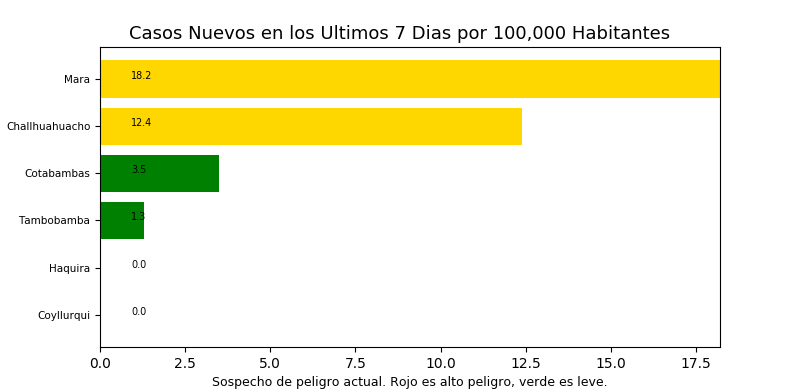 Casos Nuevos en los Ultimos 7 Dias por 100,000 Habitantes
Mara 18.2
Challhuahuacho 12.4
Cotabambas 3.5
Tambobamba 1.3
Haquira 0.0
Coyllurqui 0.0
0.0 2.5 5.0 7.5 10.0 12.5 15.0 17.5
Sospecho de peligro actual. Rojo es alto peligro, verde es leve.